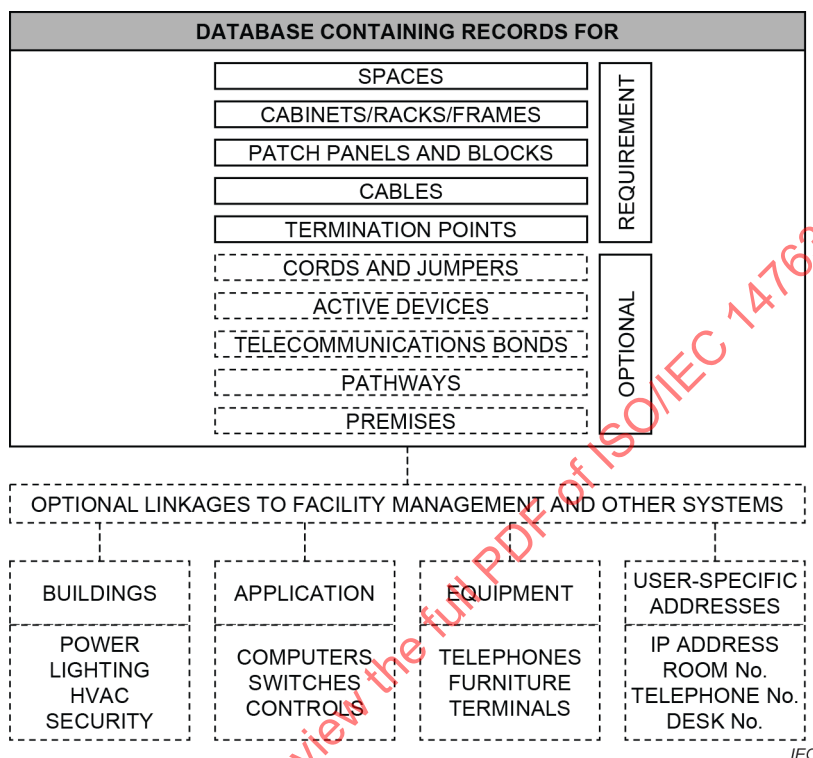 DATABASE CONTAINING RECORDS FOR
SPACES
CABINETS/RACKS/FRAMES
PATCH PANELS AND BLOCKS
CABLES
TERMINATION POINTS
REQUIREMENT
CORDS AND JUMPERS
ACTIVE DEVICES
TELECOMMUNICATIONS BONDS
PATHWAYS
PREMISES
OPTIONAL
OPTIONAL LINKAGES TO FACILITY MANAGEMENT AND OTHER SYSTEMS
BUILDINGS
POWER
LIGHTING
HVAC
SECURITY
APPLICATION
COMPUTERS
SWITCHES
CONTROLS
EQUIPMENT
TELEPHONES
FURNITURE
TERMINALS
USER-SPECIFIC
ADDRESSES
IP ADDRESS
ROOM No.
TELEPHONE No.
DESK No.
IEC
view the full PDF of ISO/IEC 14763